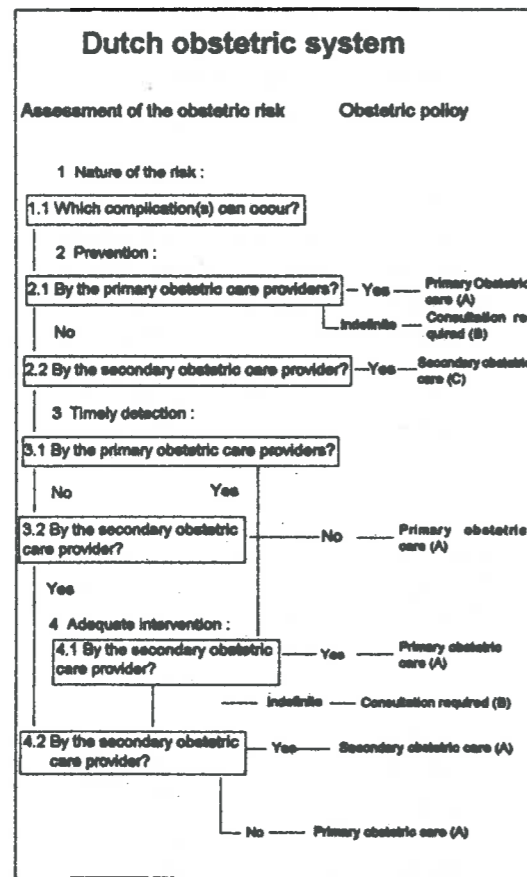 Dutch obstetric system
Assessment of the obstetric risk Obstetric policy
1 Nature of the risk :
1.1 Which complication(s) can occur?
2 Prevention :
2.1 By the primary obstetric care providers? Yes Primary Obstetric
care (A)
Indefinite Consultation re
quired (B)
No
2.2 By the secondary obstetric care provider? Yes Secondary obstetric
care (C)
3 Timely detection :
3.1 By the primary obstetric care providers?
No Yes
3.2 By the secondary obstetric
care provider?
No Primary obstetric
care (A)
Yes
4 Adequate intervention :
4.1 By the secondary obstetric
care provider?
Yes Primary obstetric
care (A)
Indefinite Consultation required (B)
4.2 By the secondary obstetric
care provider?
Yes Secondary obstetric care (A)
No Primary obstetric care (A)